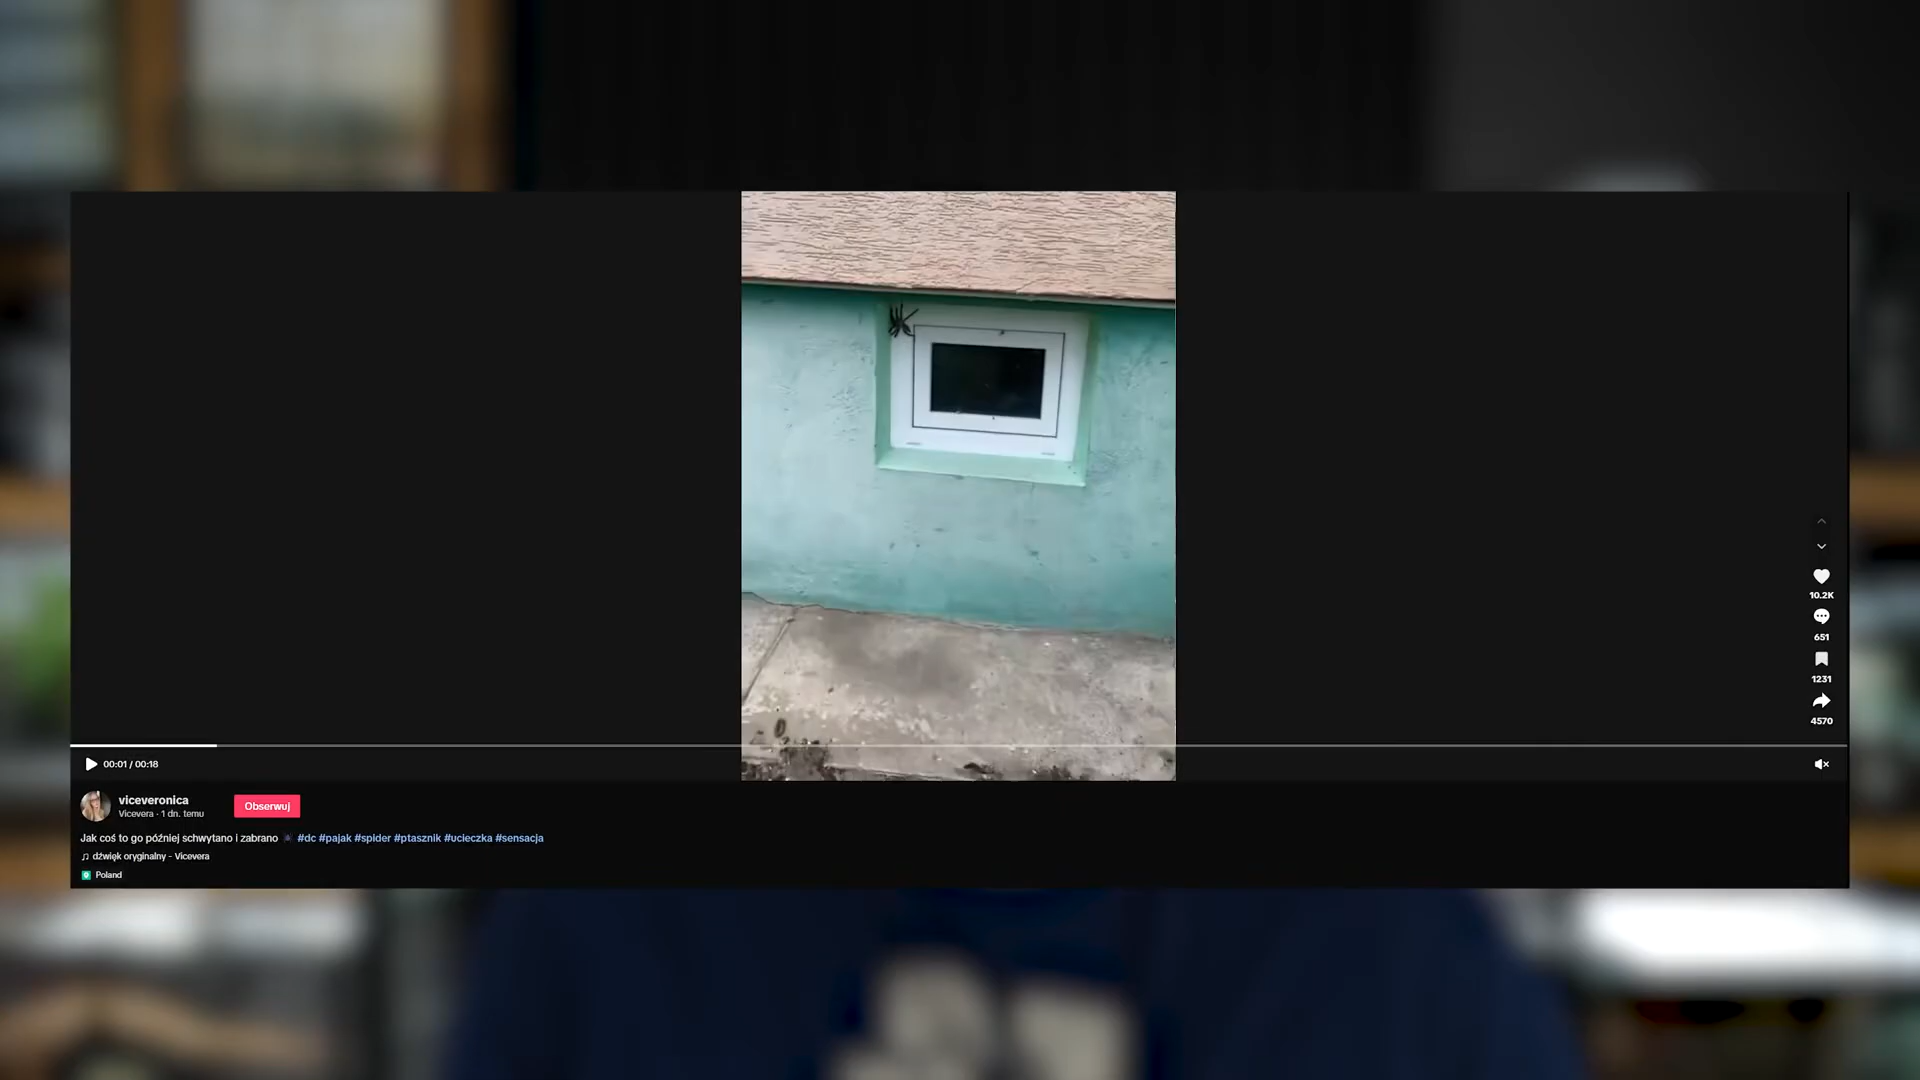 10.2K
651
1231
4570
00:01 / 00:18
viceveronica
Vicevera · 1 dn. temu
Obserwuj
Jak coś to go później schwytano i zabrano 🕷 #dc #pajak #spider #ptasznik #ucieczka #sensacja
♫ dźwięk oryginalny - Vicevera
Poland